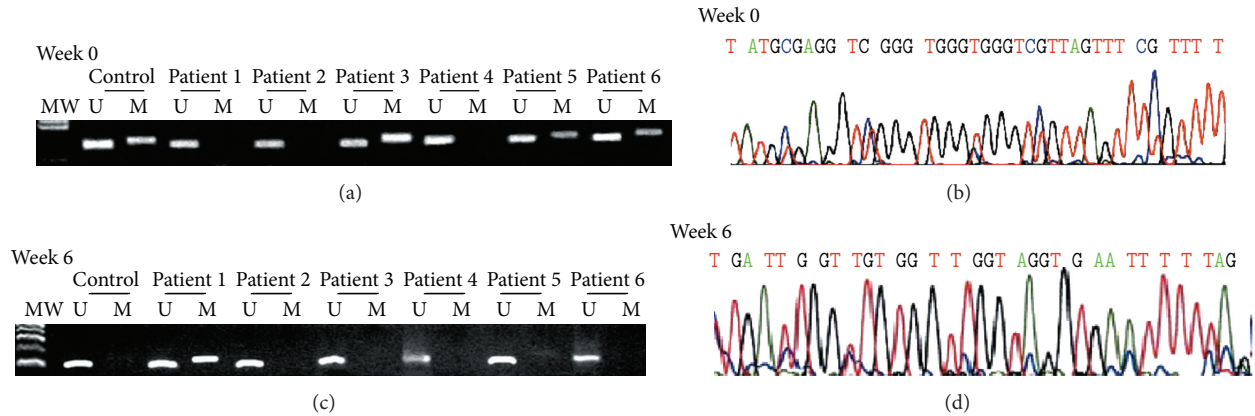 Week 0
Control Patient 1 Patient 2 Patient 3 Patient 4 Patient 5 Patient 6
MW U M U M U M U M U M U M U M
(a)
Week 0
T ATGCGAGG TC GGG TGGGTGGGTCGTTAGTTT CG TTT T
(b)
Week 6
Control Patient 1 Patient 2 Patient 3 Patient 4 Patient 5 Patient 6
MW U M U M U M U M U M U M U M
(c)
Week 6
T GA TT G GT TGT GG T T GGT AGGT G AA TT T T TAG
(d)